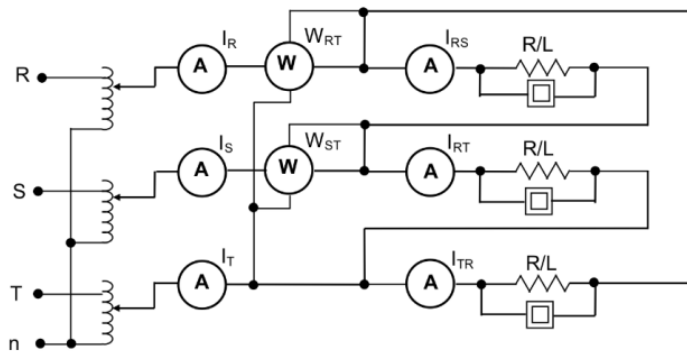 I_R W_RT I_RS R/L
R A W A
I_S W_ST I_RT R/L
S A W A
I_T I_TR R/L
T A A
n